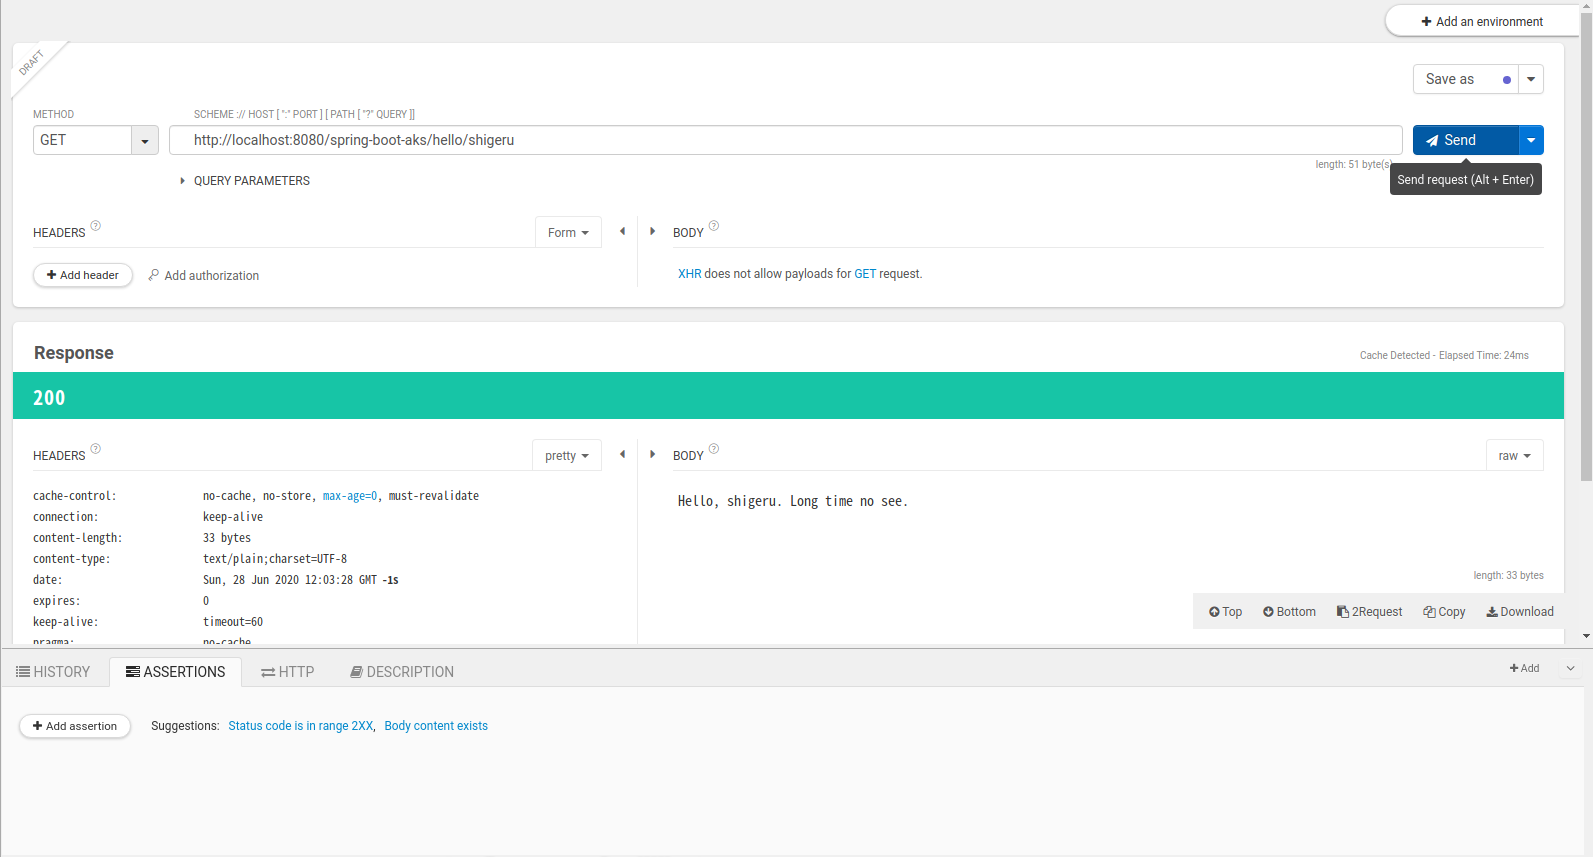 Add an environment
DRAFT
Save as
METHOD
SCHEME :// HOST [ ":" PORT ] [ PATH [ "?" QUERY ]]
GET
http://localhost:8080/spring-boot-aks/hello/shigeru
Send
length: 51 byte(s)
Send request (Alt + Enter)
QUERY PARAMETERS
HEADERS ?
Form
BODY ?
Add header
Add authorization
XHR does not allow payloads for GET request.
Response
Cache Detected - Elapsed Time: 24ms
200
HEADERS ?
pretty
BODY ?
raw
cache-control: no-cache, no-store, max-age=0, must-revalidate
connection: keep-alive
content-length: 33 bytes
content-type: text/plain;charset=UTF-8
date: Sun, 28 Jun 2020 12:03:28 GMT -1s
expires: 0
keep-alive: timeout=60
pragma: no-cache
Hello, shigeru. Long time no see.
length: 33 bytes
Top Bottom 2Request Copy Download
HISTORY ASSERTIONS HTTP DESCRIPTION
Add
Add assertion
Suggestions: Status code is in range 2XX, Body content exists